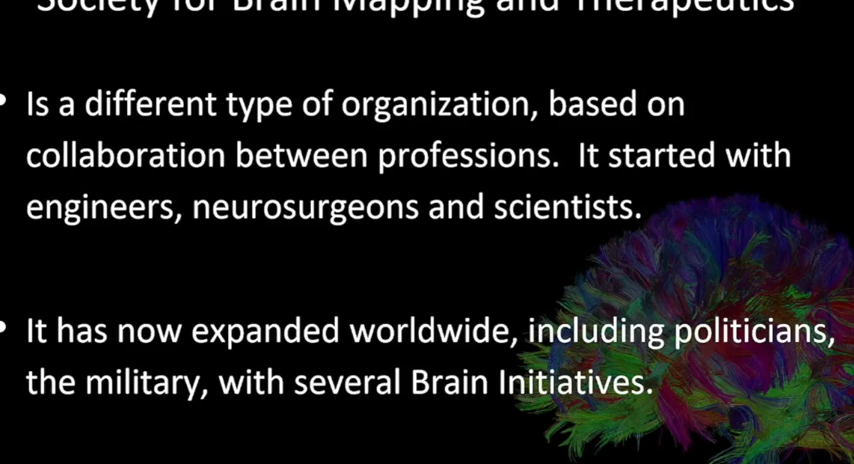 Society for Brain Mapping and Therapeutics
• Is a different type of organization, based on
collaboration between professions.  It started with
engineers, neurosurgeons and scientists.
• It has now expanded worldwide, including politicians,
the military, with several Brain Initiatives.